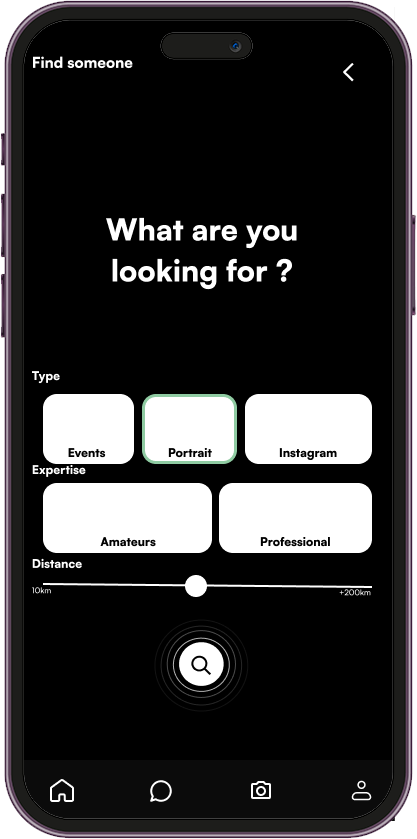 Find someone
What are you
looking for ?
Type
Events Portrait Instagram
Expertise
Amateurs Professional
Distance
10km +200km